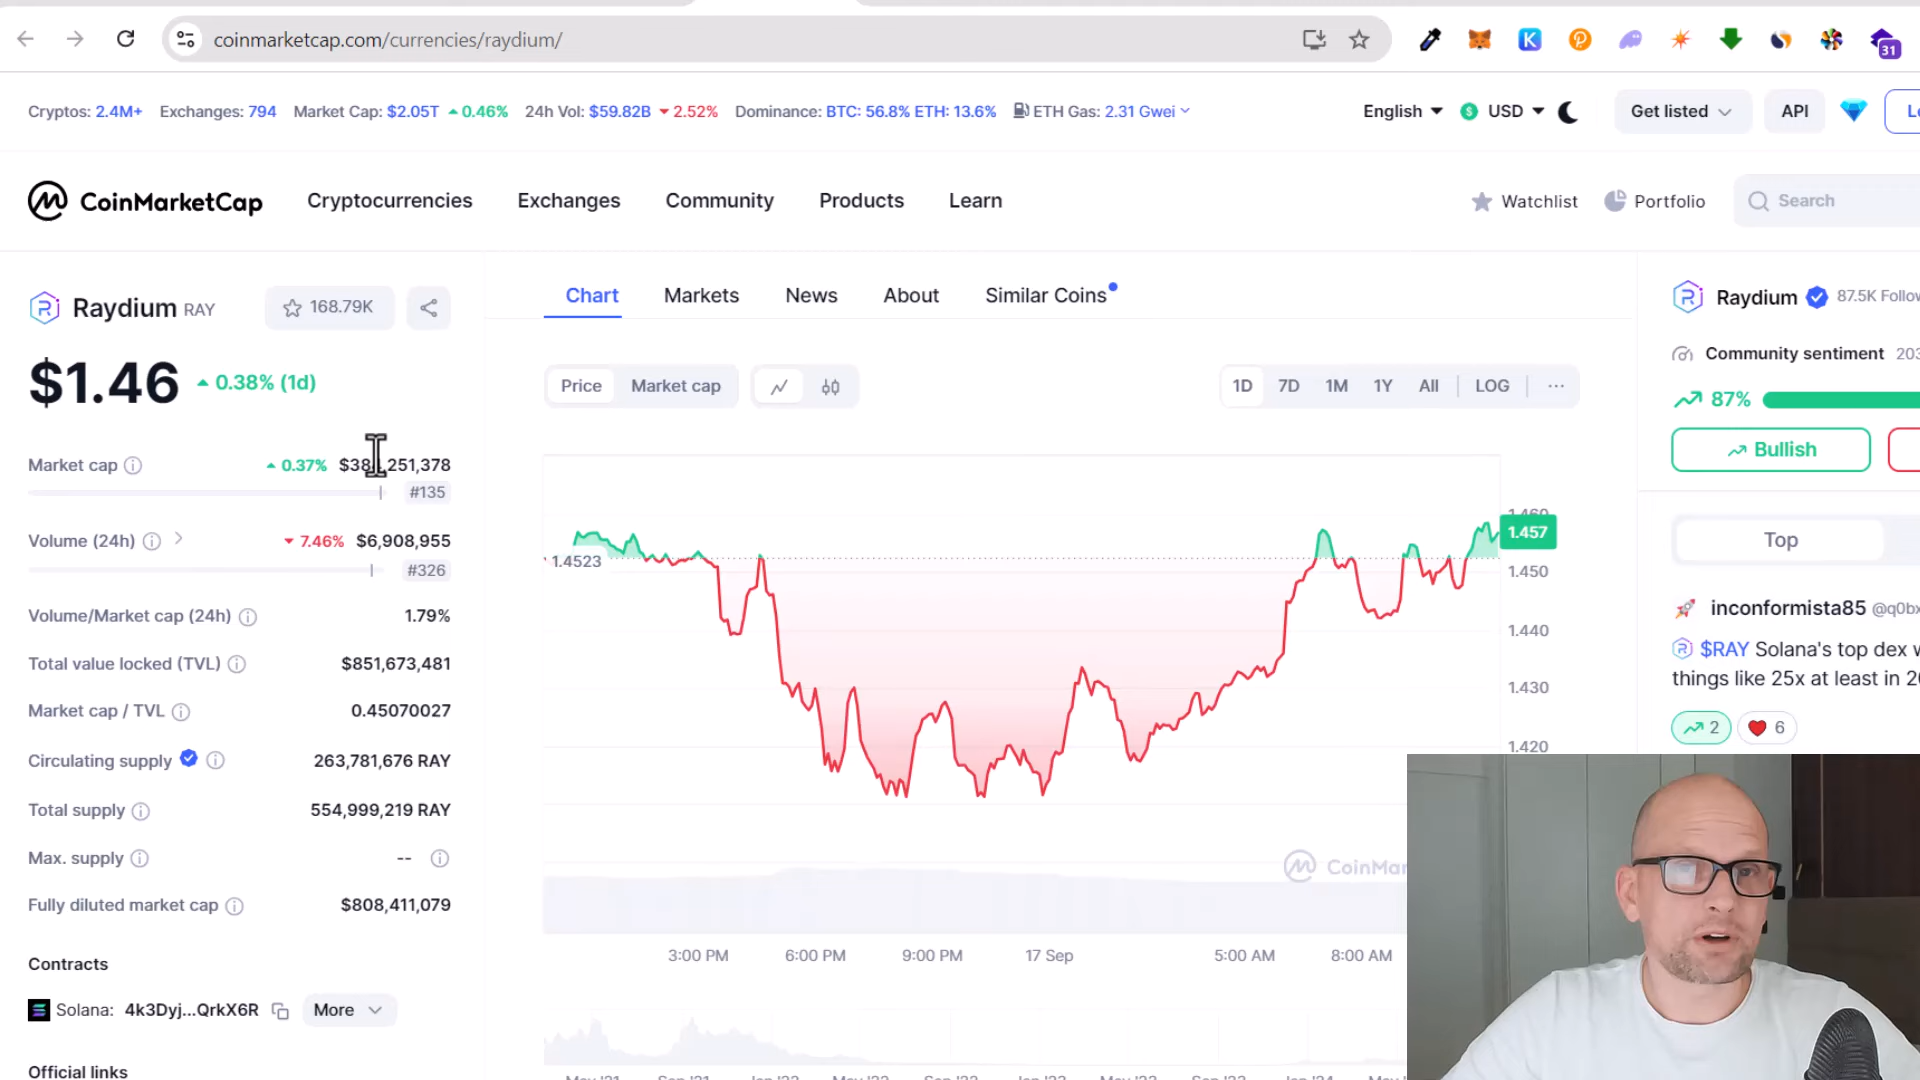 coinmarketcap.com/currencies/raydium/
31
Cryptos: 2.4M+ Exchanges: 794 Market Cap: $2.05T 0.46% 24h Vol: $59.82B 2.52% Dominance: BTC: 56.8% ETH: 13.6% ETH Gas: 2.31 Gwei
English USD Get listed API
CoinMarketCap Cryptocurrencies Exchanges Community Products Learn Watchlist Portfolio Search
Raydium RAY 168.79K
$1.46 0.38% (1d)
Market cap 0.37%
#135
Volume (24h) 7.46% $6,908,955
#326
Volume/Market cap (24h) 1.79%
Total value locked (TVL) $851,673,481
Market cap / TVL 0.45070027
Circulating supply 263,781,676 RAY
Total supply 554,999,219 RAY
Max. supply --
Fully diluted market cap $808,411,079
Contracts
Solana: 4k3Dyj...QrkX6R More
Official links
Chart Markets News About Similar Coins
Price Market cap 1D 7D 1M 1Y All LOG ...
1.460
1.457
1.4523
1.450
1.440
1.430
1.420
3:00 PM 6:00 PM 9:00 PM 17 Sep 5:00 AM 8:00 AM
Raydium 87.5K
Community sentiment
87%
Bullish
Top
inconformista85
$RAY Solana's top dex
things like 25x at least in
2 6